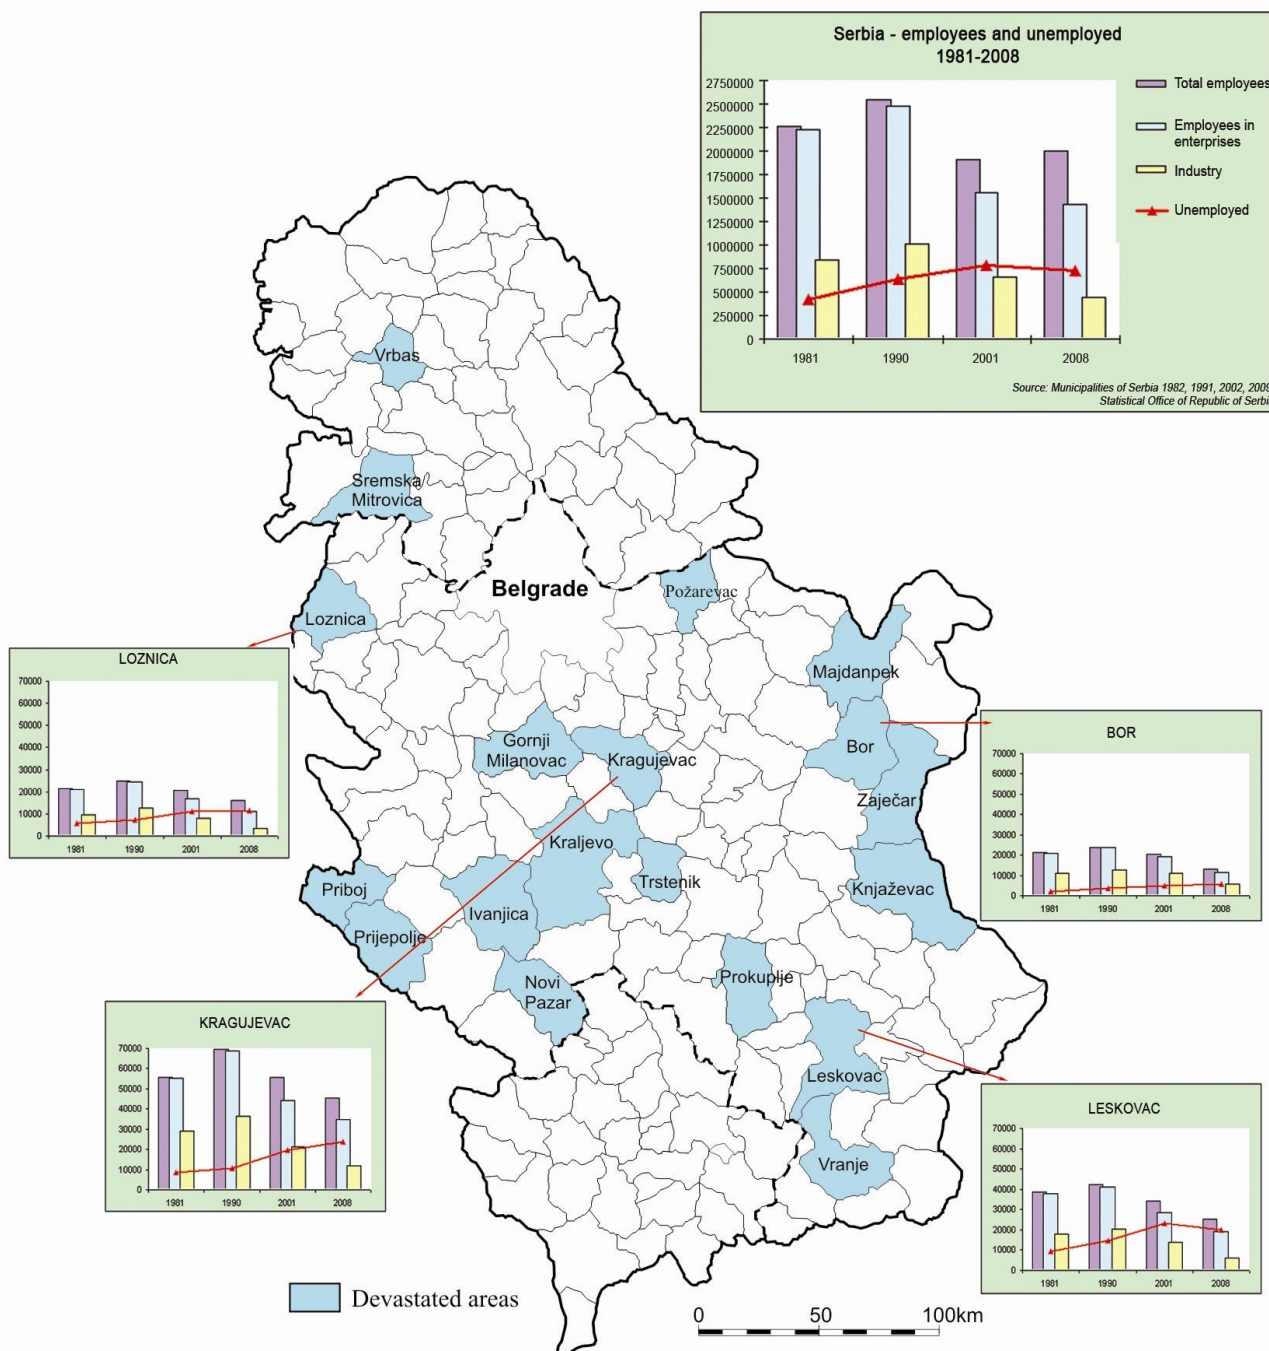 Serbia - employees and unemployed
1981-2008
2750000
2500000
2250000
2000000
1750000
1500000
1250000
1000000
750000
500000
250000
0
1981 1990 2001 2008
Total employees
Employees in
enterprises
Industry
Unemployed
Source: Municipalities of Serbia 1982, 1991, 2002, 2009
Statistical Office of Republic of Serbi
Vrbas
Sremska
Mitrovica
Belgrade
Požarevac
Loznica
Majdanpek
Gornji
Milanovac
Kragujevac
Bor
Zaječar
Kraljevo
Trstenik
Knjaževac
Priboj
Ivanjica
Prijepolje
Novi
Pazar
Prokuplje
Leskovac
Vranje
LOZNICA
70000
60000
50000
40000
30000
20000
10000
0
1981 1990 2001 2008
BOR
70000
60000
50000
40000
30000
20000
10000
0
1981 1990 2001 2008
KRAGUJEVAC
70000
60000
50000
40000
30000
20000
10000
0
1981 1990 2001 2008
LESKOVAC
70000
60000
50000
40000
30000
20000
10000
0
1981 1990 2001 2008
Devastated areas
0 50 100km